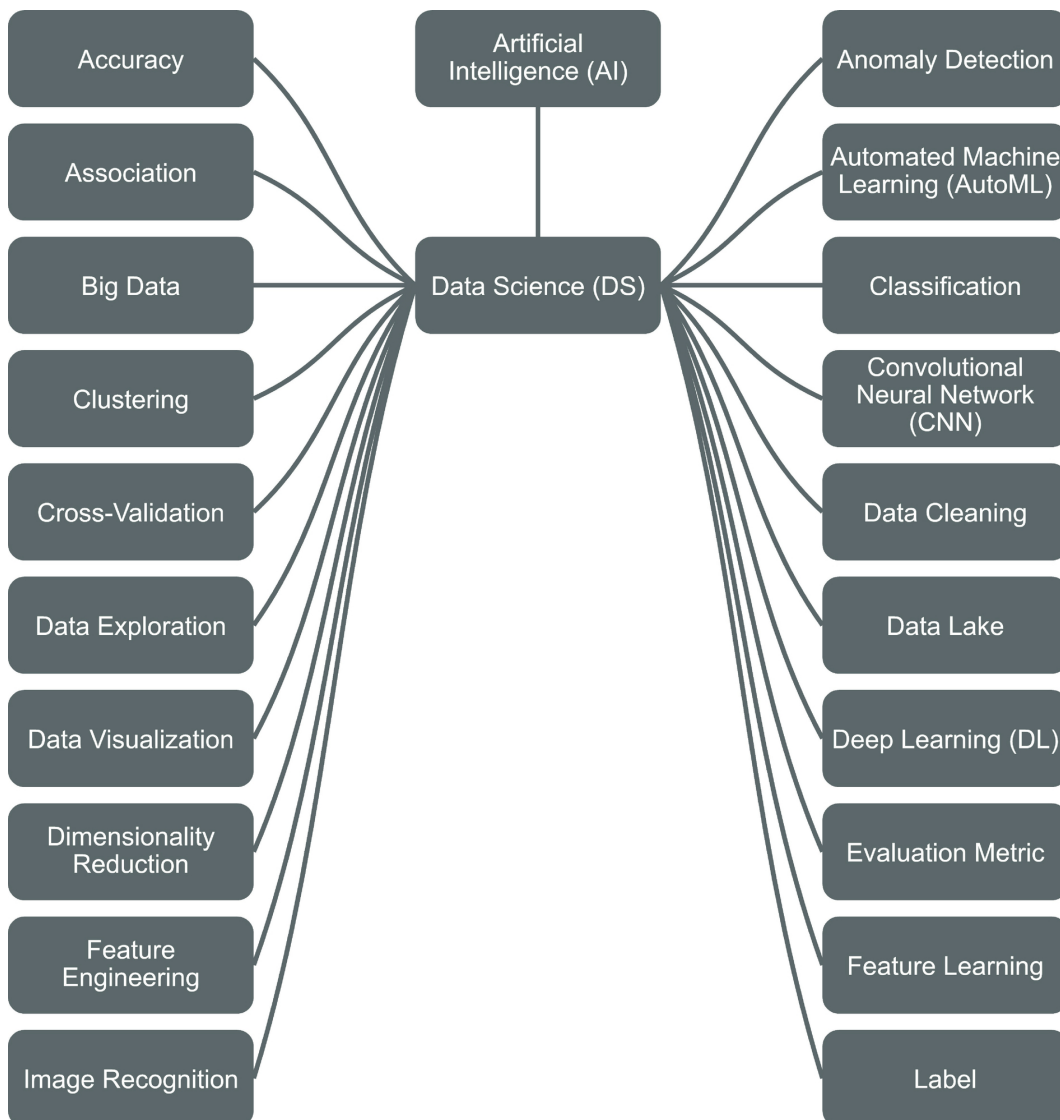 Accuracy
Artificial
Intelligence (AI)
Anomaly Detection
Association
Automated Machine
Learning (AutoML)
Big Data
Data Science (DS)
Classification
Clustering
Convolutional
Neural Network
(CNN)
Cross-Validation
Data Cleaning
Data Exploration
Data Lake
Data Visualization
Deep Learning (DL)
Dimensionality
Reduction
Evaluation Metric
Feature
Engineering
Feature Learning
Image Recognition
Label